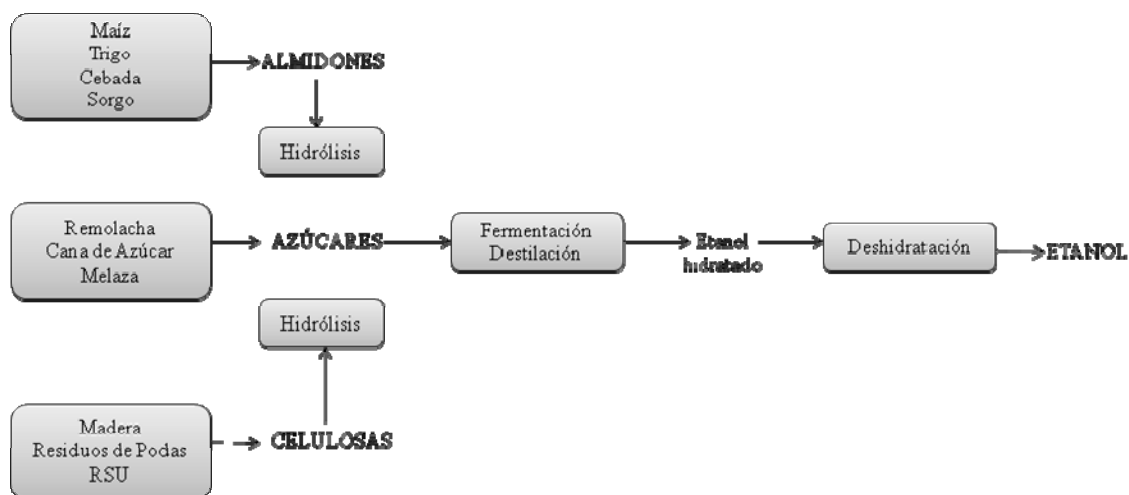 Maíz
Trigo
Cebada
Sorgo
ALMIDONES
Hidrólisis
Remolacha
Cana de Azúcar
Melaza
AZÚCARES
Fermentación
Destilación
Etanol
hidratado
Deshidratación
ETANOL
Hidrólisis
Madera
Residuos de Podas
RSU
CELULOSAS